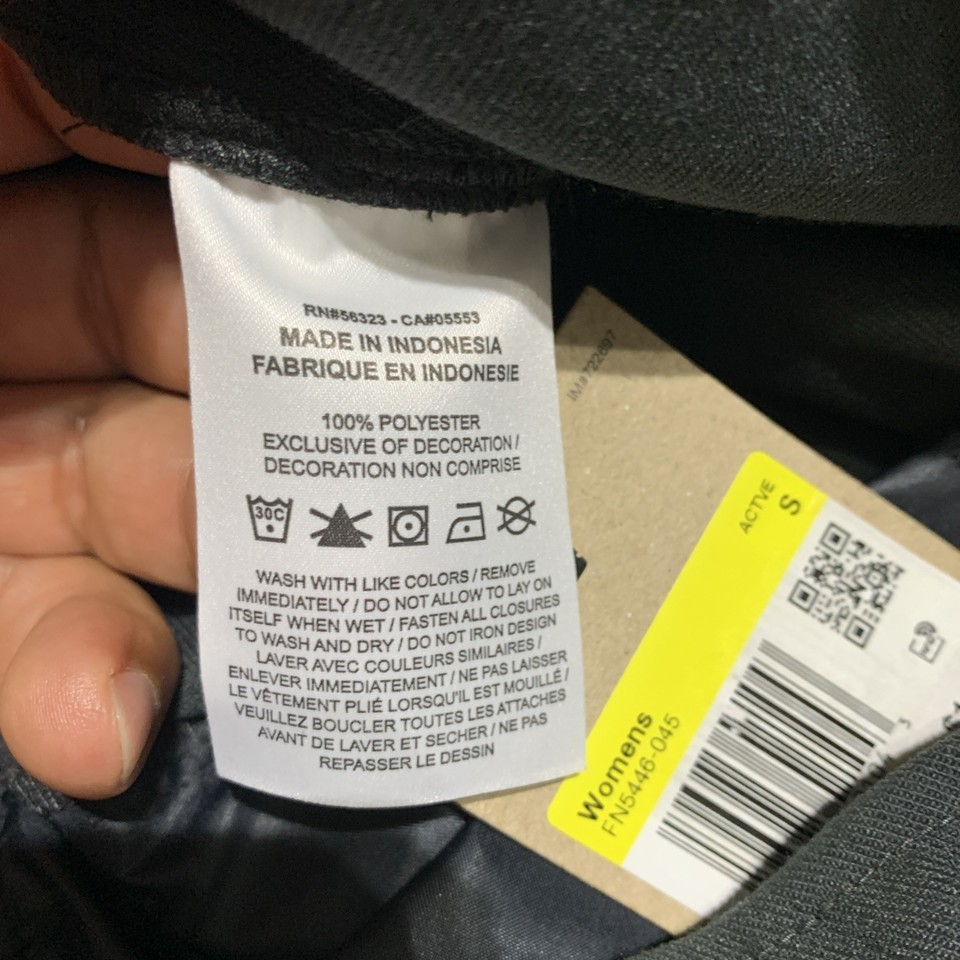 RN#56323 - CA#05553
MADE IN INDONESIA
FABRIQUE EN INDONESIE
100% POLYESTER
EXCLUSIVE OF DECORATION /
DECORATION NON COMPRISE
30C
WASH WITH LIKE COLORS / REMOVE
IMMEDIATELY / DO NOT ALLOW TO LAY ON
ITSELF WHEN WET / FASTEN ALL CLOSURES
TO WASH AND DRY / DO NOT IRON DESIGN
LAVER AVEC COULEURS SIMILAIRES /
ENLEVER IMMEDIATEMENT / NE PAS LAISSER
LE VÊTEMENT PLIÉ LORSQU'IL EST MOUILLÉ /
VEUILLEZ BOUCLER TOUTES LES ATTACHES
AVANT DE LAVER ET SECHER / NE PAS
REPASSER LE DESSIN
IM#722697
ACTVE
S
Womens
FN5446-045